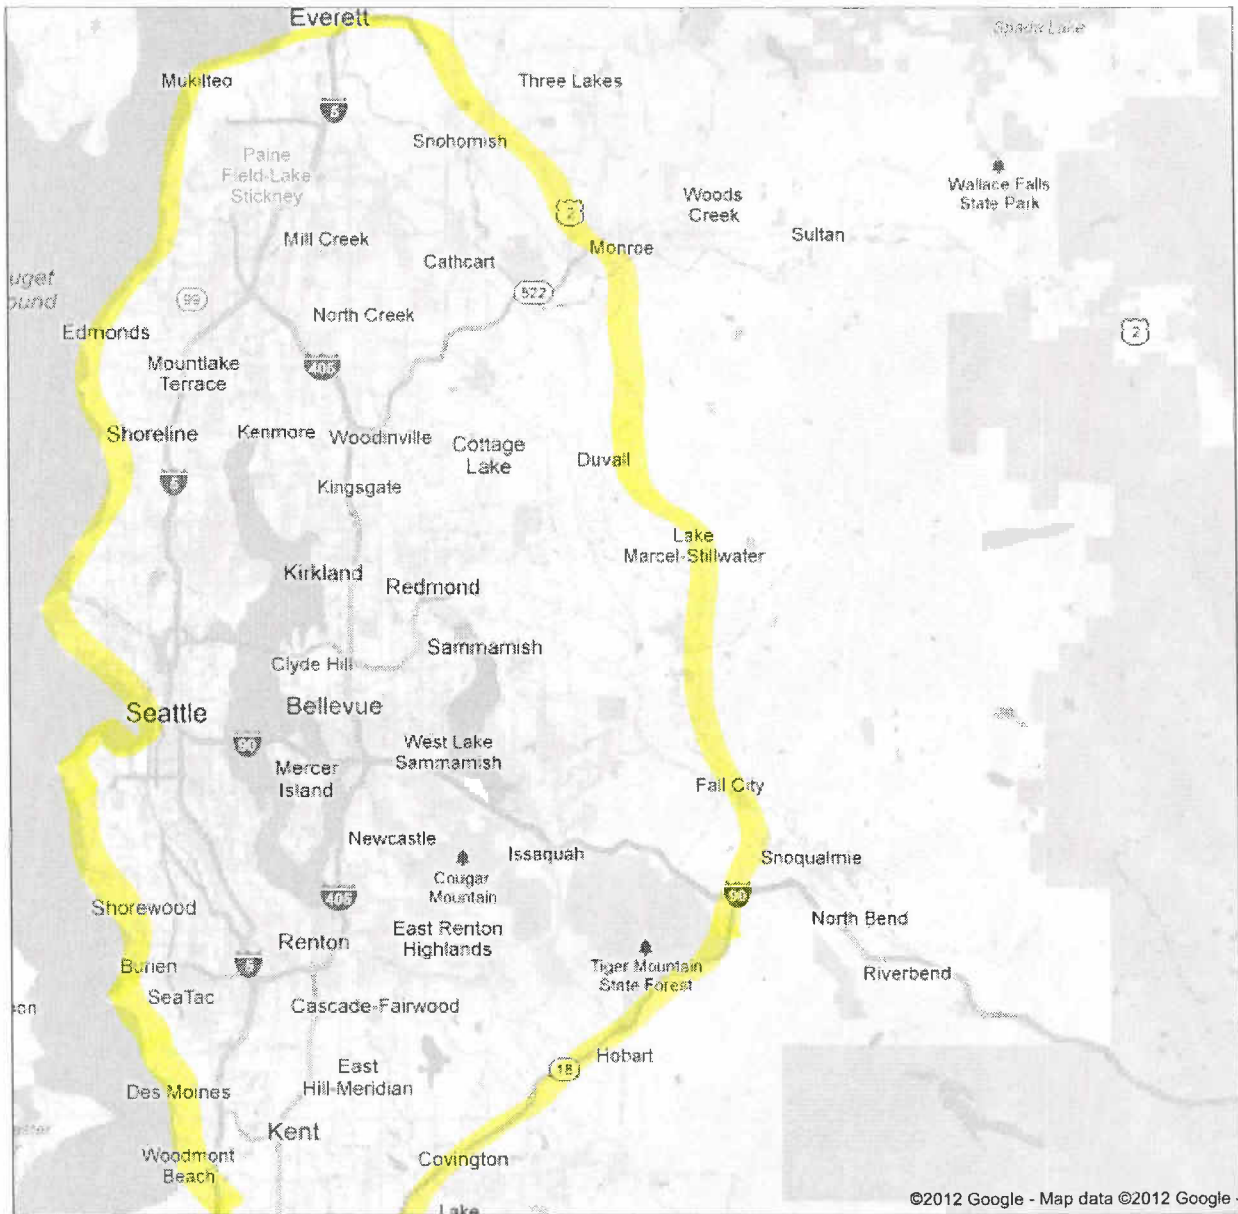 Everett
Spada Lake
Mukilteo
Three Lakes
5
Snohomish
Paine
Field-Lake
Stickney
Wallace Falls
State Park
Woods
Creek
2
Sultan
Mill Creek
Monroe
Cathcart
uget
ound
99
522
North Creek
Edmonds
2
Mountlake
Terrace
405
Shoreline
Kenmore
Woodinville
Cottage
Lake
Duvall
5
Kingsgate
Lake
Marcel-Stillwater
Kirkland
Redmond
Sammamish
Clyde Hill
Bellevue
Seattle
90
West Lake
Sammamish
Mercer
Island
Fall City
Newcastle
Issaquah
Snoqualmie
Cougar
Mountain
405
90
Shorewood
North Bend
East Renton
Highlands
Renton
Burien
5
Tiger Mountain
State Forest
Riverbend
SeaTac
Cascade-Fairwood
on
Hobart
East
Hill-Meridian
18
Des Moines
Kent
Woodmont
Beach
Covington
Lake
©2012 Google - Map data ©2012 Google -